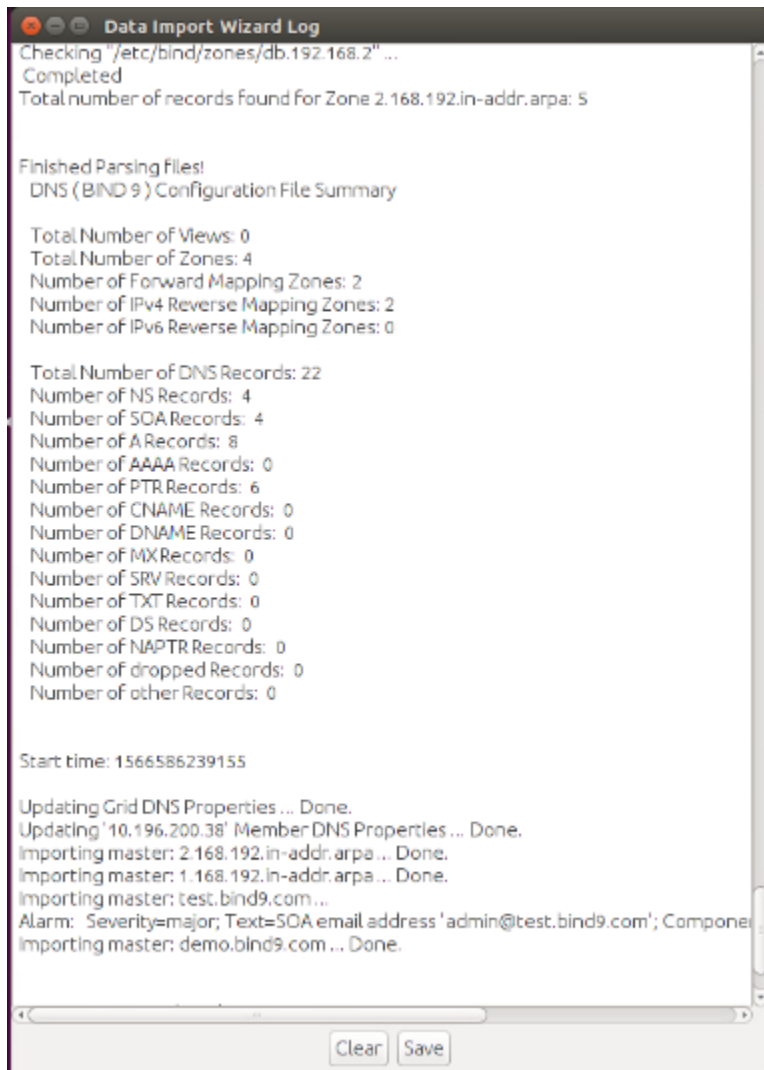 Data Import Wizard Log
Checking "/etc/bind/zones/db.192.168.2" ...
Completed
Total number of records found for Zone 2.168.192.in-addr.arpa: 5
Finished Parsing files!
DNS ( BIND 9 ) Configuration File Summary
Total Number of Views: 0
Total Number of Zones: 4
Number of Forward Mapping Zones: 2
Number of IPv4 Reverse Mapping Zones: 2
Number of IPv6 Reverse Mapping Zones: 0
Total Number of DNS Records: 22
Number of NS Records: 4
Number of SOA Records: 4
Number of A Records: 8
Number of AAAA Records: 0
Number of PTR Records: 6
Number of CNAME Records: 0
Number of DNAME Records: 0
Number of MX Records: 0
Number of SRV Records: 0
Number of TXT Records: 0
Number of DS Records: 0
Number of NAPTR Records: 0
Number of dropped Records: 0
Number of other Records: 0
Start time: 1566586239155
Updating Grid DNS Properties ... Done.
Updating '10.196.200.38' Member DNS Properties ... Done.
Importing master: 2.168.192.in-addr.arpa ... Done.
Importing master: 1.168.192.in-addr.arpa ... Done.
Importing master: test.bind9.com ...
Alarm: Severity=major; Text=SOA email address 'admin@test.bind9.com'; Compone
Importing master: demo.bind9.com ... Done.
Clear Save